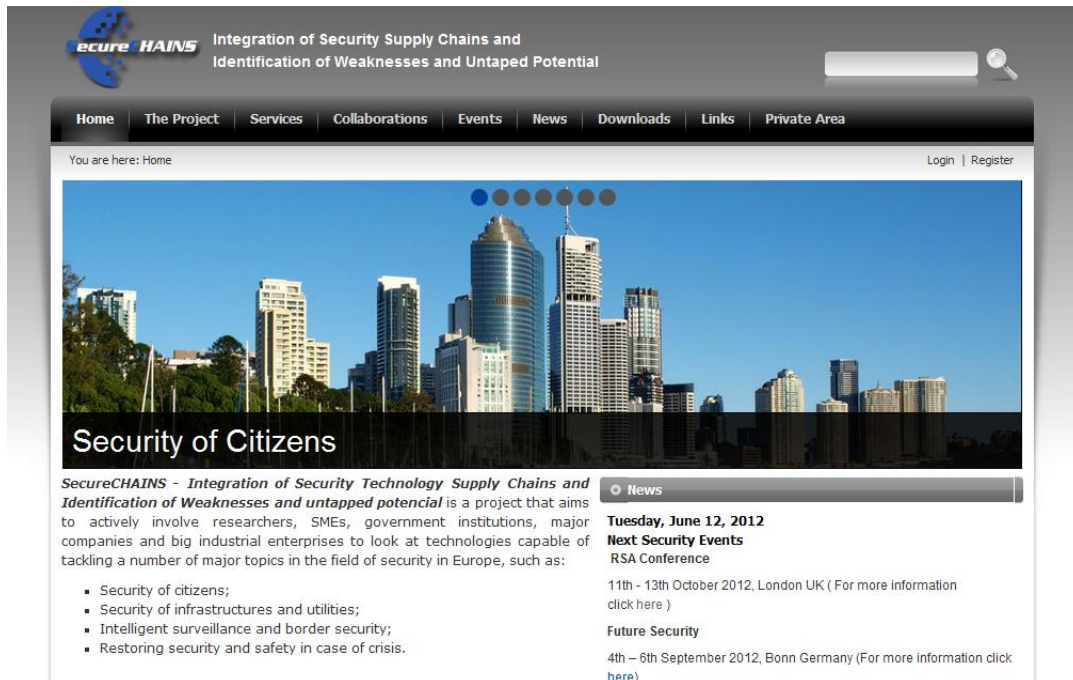 SecureCHAINS
Integration of Security Supply Chains and
Identification of Weaknesses and Untaped Potential
Home
The Project
Services
Collaborations
Events
News
Downloads
Links
Private Area
You are here: Home
Login | Register
Security of Citizens
SecureCHAINS - Integration of Security Technology Supply Chains and
Identification of Weaknesses and untapped potencial is a project that aims
to actively involve researchers, SMEs, government institutions, major
companies and big industrial enterprises to look at technologies capable of
tackling a number of major topics in the field of security in Europe, such as:
Security of citizens;
Security of infrastructures and utilities;
Intelligent surveillance and border security;
Restoring security and safety in case of crisis.
News
Tuesday, June 12, 2012
Next Security Events
RSA Conference
11th - 13th October 2012, London UK ( For more information
click here )
Future Security
4th – 6th September 2012, Bonn Germany (For more information click
here)